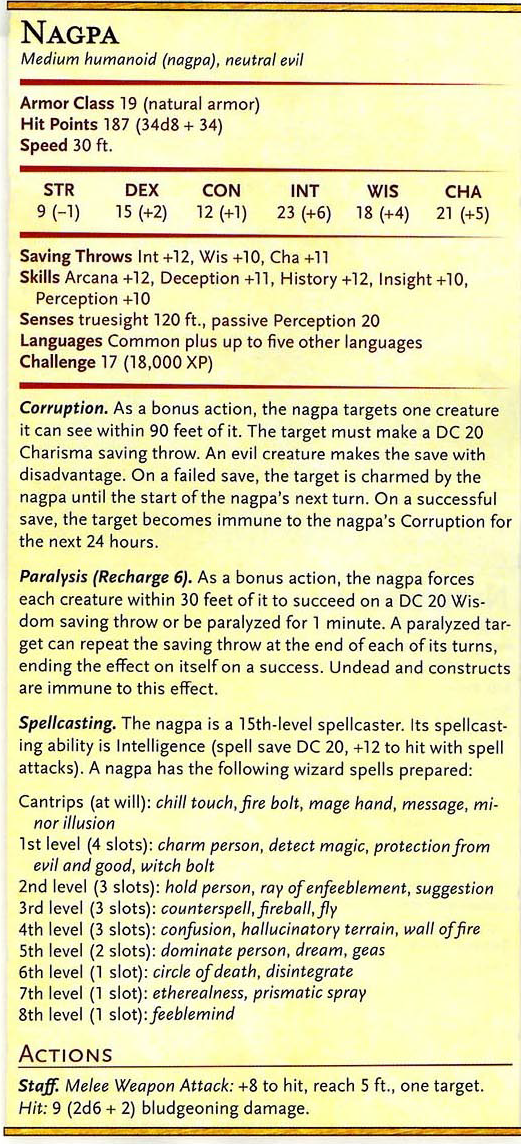 NAGPA
Medium humanoid (nagpa), neutral evil
Armor Class 19 (natural armor)
Hit Points 187 (34d8 + 34)
Speed 30 ft.
STR DEX CON INT WIS CHA
9 (−1) 15 (+2) 12 (+1) 23 (+6) 18 (+4) 21 (+5)
Saving Throws Int +12, Wis +10, Cha +11
Skills Arcana +12, Deception +11, History +12, Insight +10,
Perception +10
Senses truesight 120 ft., passive Perception 20
Languages Common plus up to five other languages
Challenge 17 (18,000 XP)
Corruption. As a bonus action, the nagpa targets one creature
it can see within 90 feet of it. The target must make a DC 20
Charisma saving throw. An evil creature makes the save with
disadvantage. On a failed save, the target is charmed by the
nagpa until the start of the nagpa's next turn. On a successful
save, the target becomes immune to the nagpa's Corruption for
the next 24 hours.
Paralysis (Recharge 6). As a bonus action, the nagpa forces
each creature within 30 feet of it to succeed on a DC 20 Wis-
dom saving throw or be paralyzed for 1 minute. A paralyzed tar-
get can repeat the saving throw at the end of each of its turns,
ending the effect on itself on a success. Undead and constructs
are immune to this effect.
Spellcasting. The nagpa is a 15th-level spellcaster. Its spellcast-
ing ability is Intelligence (spell save DC 20, +12 to hit with spell
attacks). A nagpa has the following wizard spells prepared:
Cantrips (at will): chill touch, fire bolt, mage hand, message, mi-
nor illusion
1st level (4 slots): charm person, detect magic, protection from
evil and good, witch bolt
2nd level (3 slots): hold person, ray of enfeeblement, suggestion
3rd level (3 slots): counterspell, fireball, fly
4th level (3 slots): confusion, hallucinatory terrain, wall of fire
5th level (2 slots): dominate person, dream, geas
6th level (1 slot): circle of death, disintegrate
7th level (1 slot): etherealness, prismatic spray
8th level (1 slot): feeblemind
ACTIONS
Staff. Melee Weapon Attack: +8 to hit, reach 5 ft., one target.
Hit: 9 (2d6 + 2) bludgeoning damage.